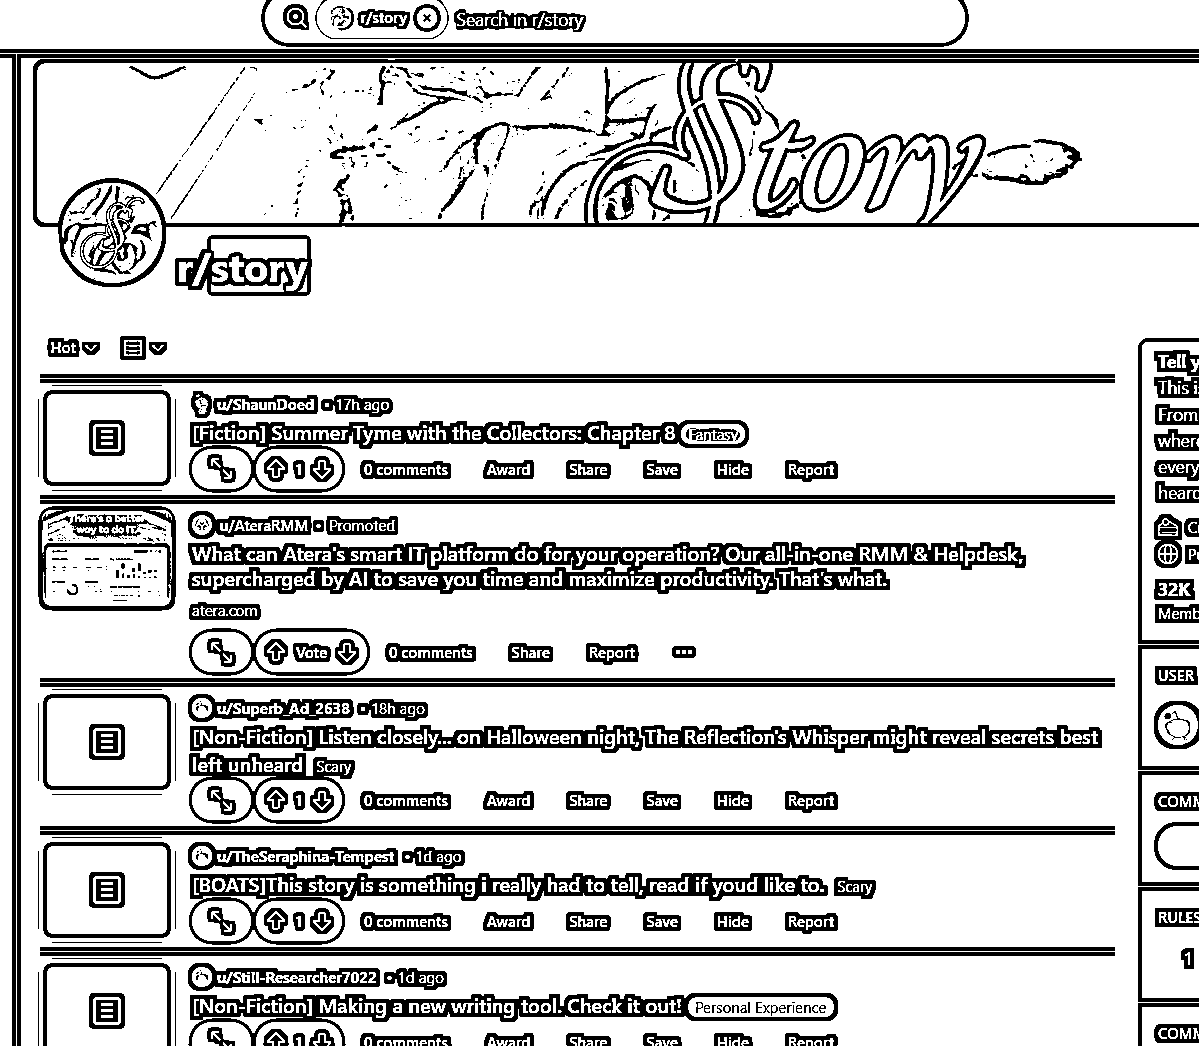 r/story Search in r/story
Story
r/story
Hot
u/ShaunDoed • 17h ago
[Fiction] Summer Tyme with the Collectors: Chapter 8 Fantasy
1 0 comments Award Share Save Hide Report
Here's a better
way to do IT.
u/AteraRMM • Promoted
What can Atera's smart IT platform do for your operation? Our all-in-one RMM & Helpdesk,
supercharged by AI to save you time and maximize productivity. That's what.
atera.com
Vote 0 comments Share Report •••
u/Superb_Ad_2638 • 18h ago
[Non-Fiction] Listen closely... on Halloween night, The Reflection's Whisper might reveal secrets best
left unheard Scary
1 0 comments Award Share Save Hide Report
u/TheSeraphina-Tempest • 1d ago
[BOATS]This story is something i really had to tell, read if youd like to. Scary
1 0 comments Award Share Save Hide Report
u/Still-Researcher7022 • 1d ago
[Non-Fiction] Making a new writing tool. Check it out! Personal Experience
1 0 comments Award Share Save Hide Report
Tell y
This i
From
where
every
heard
C
P
32K
Memb
USER
COMM
RULES
1
COMM